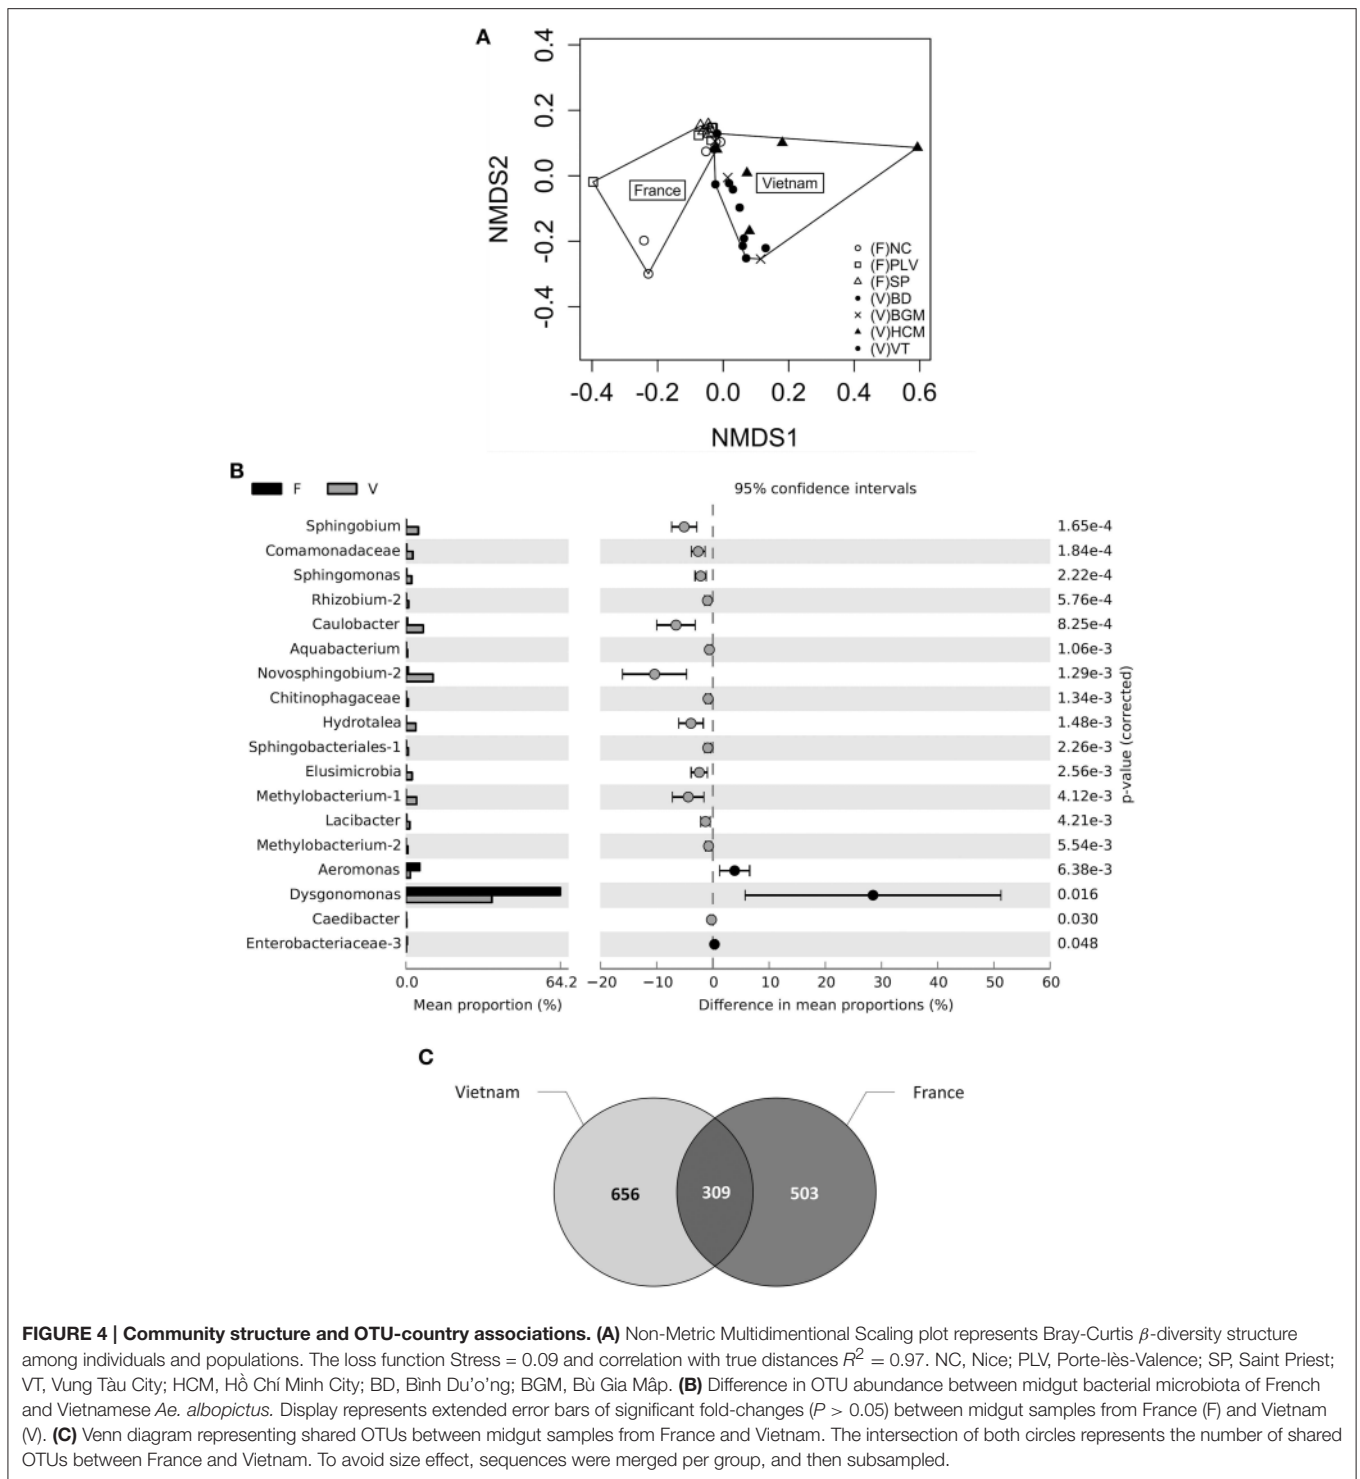 A
0.4
0.2
0.0
-0.2
-0.4
NMDS2
France
Vietnam
(F)NC
(F)PLV
(F)SP
(V)BD
(V)BGM
(V)HCM
(V)VT
-0.4 -0.2 0.0 0.2 0.4 0.6
NMDS1
B
F V
95% confidence intervals
Sphingobium 1.65e-4
Comamonadaceae 1.84e-4
Sphingomonas 2.22e-4
Rhizobium-2 5.76e-4
Caulobacter 8.25e-4
Aquabacterium 1.06e-3
Novosphingobium-2 1.29e-3
Chitinophagaceae 1.34e-3
Hydrotalea 1.48e-3
Sphingobacteriales-1 2.26e-3
Elusimicrobia 2.56e-3
Methylobacterium-1 4.12e-3
Lacibacter 4.21e-3
Methylobacterium-2 5.54e-3
Aeromonas 6.38e-3
Dysgonomonas 0.016
Caedibacter 0.030
Enterobacteriaceae-3 0.048
p-value (corrected)
0.0 64.2 −20 −10 0 10 20 30 40 50 60
Mean proportion (%) Difference in mean proportions (%)
C
Vietnam France
656 309 503
FIGURE 4 | Community structure and OTU-country associations. (A) Non-Metric Multidimentional Scaling plot represents Bray-Curtis β-diversity structure
among individuals and populations. The loss function Stress = 0.09 and correlation with true distances R² = 0.97. NC, Nice; PLV, Porte-lès-Valence; SP, Saint Priest;
VT, Vung Tàu City; HCM, Hồ Chí Minh City; BD, Bình Du'o'ng; BGM, Bù Gia Mâp. (B) Difference in OTU abundance between midgut bacterial microbiota of French
and Vietnamese Ae. albopictus. Display represents extended error bars of significant fold-changes (P > 0.05) between midgut samples from France (F) and Vietnam
(V). (C) Venn diagram representing shared OTUs between midgut samples from France and Vietnam. The intersection of both circles represents the number of shared
OTUs between France and Vietnam. To avoid size effect, sequences were merged per group, and then subsampled.